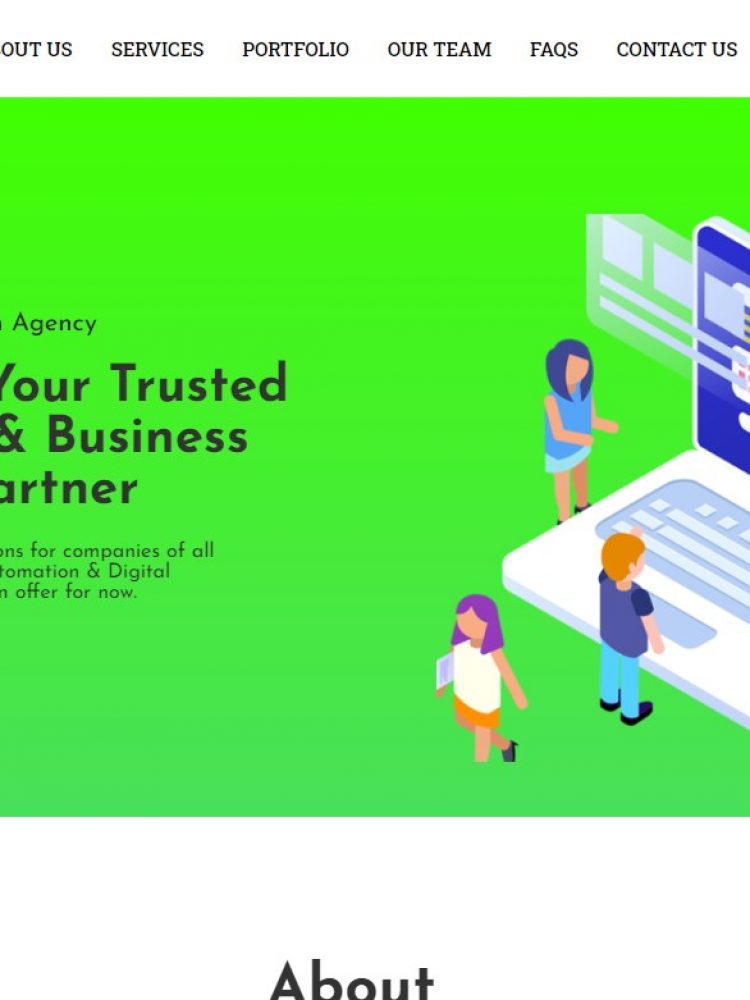 OUT US SERVICES PORTFOLIO OUR TEAM FAQS CONTACT US
Agency
Your Trusted
& Business
artner
ons for companies of all
tomation & Digital
n offer for now.
About